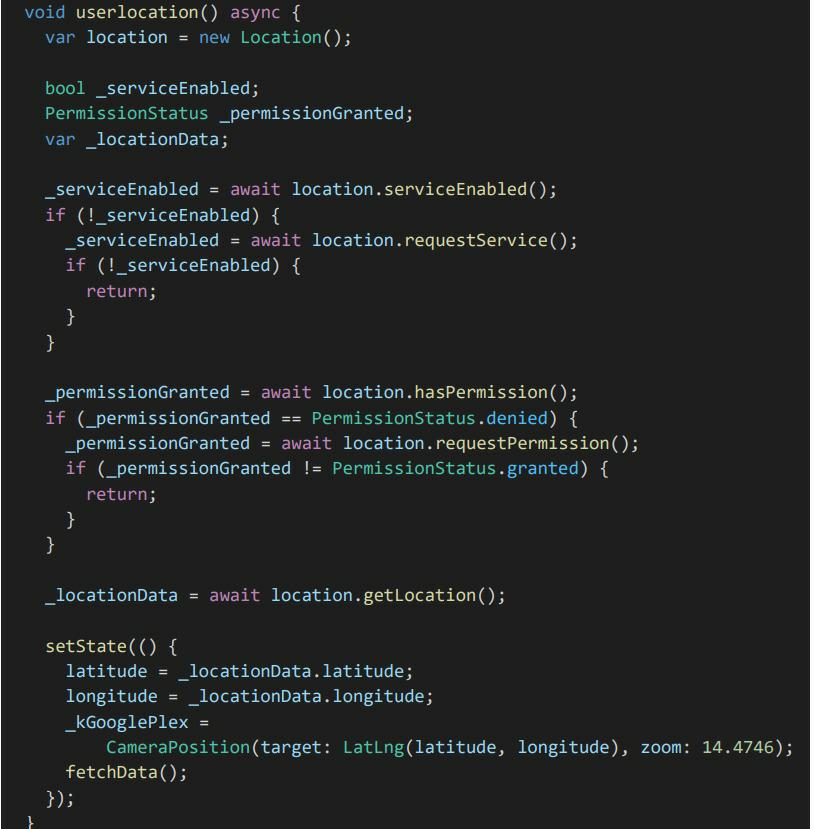 void userlocation() async {
  var location = new Location();

  bool _serviceEnabled;
  PermissionStatus _permissionGranted;
  var _locationData;

  _serviceEnabled = await location.serviceEnabled();
  if (!_serviceEnabled) {
    _serviceEnabled = await location.requestService();
    if (!_serviceEnabled) {
      return;
    }
  }

  _permissionGranted = await location.hasPermission();
  if (_permissionGranted == PermissionStatus.denied) {
    _permissionGranted = await location.requestPermission();
    if (_permissionGranted != PermissionStatus.granted) {
      return;
    }
  }

  _locationData = await location.getLocation();

  setState(() {
    latitude = _locationData.latitude;
    longitude = _locationData.longitude;
    _kGooglePlex =
        CameraPosition(target: LatLng(latitude, longitude), zoom: 14.4746);
    fetchData();
  });
}